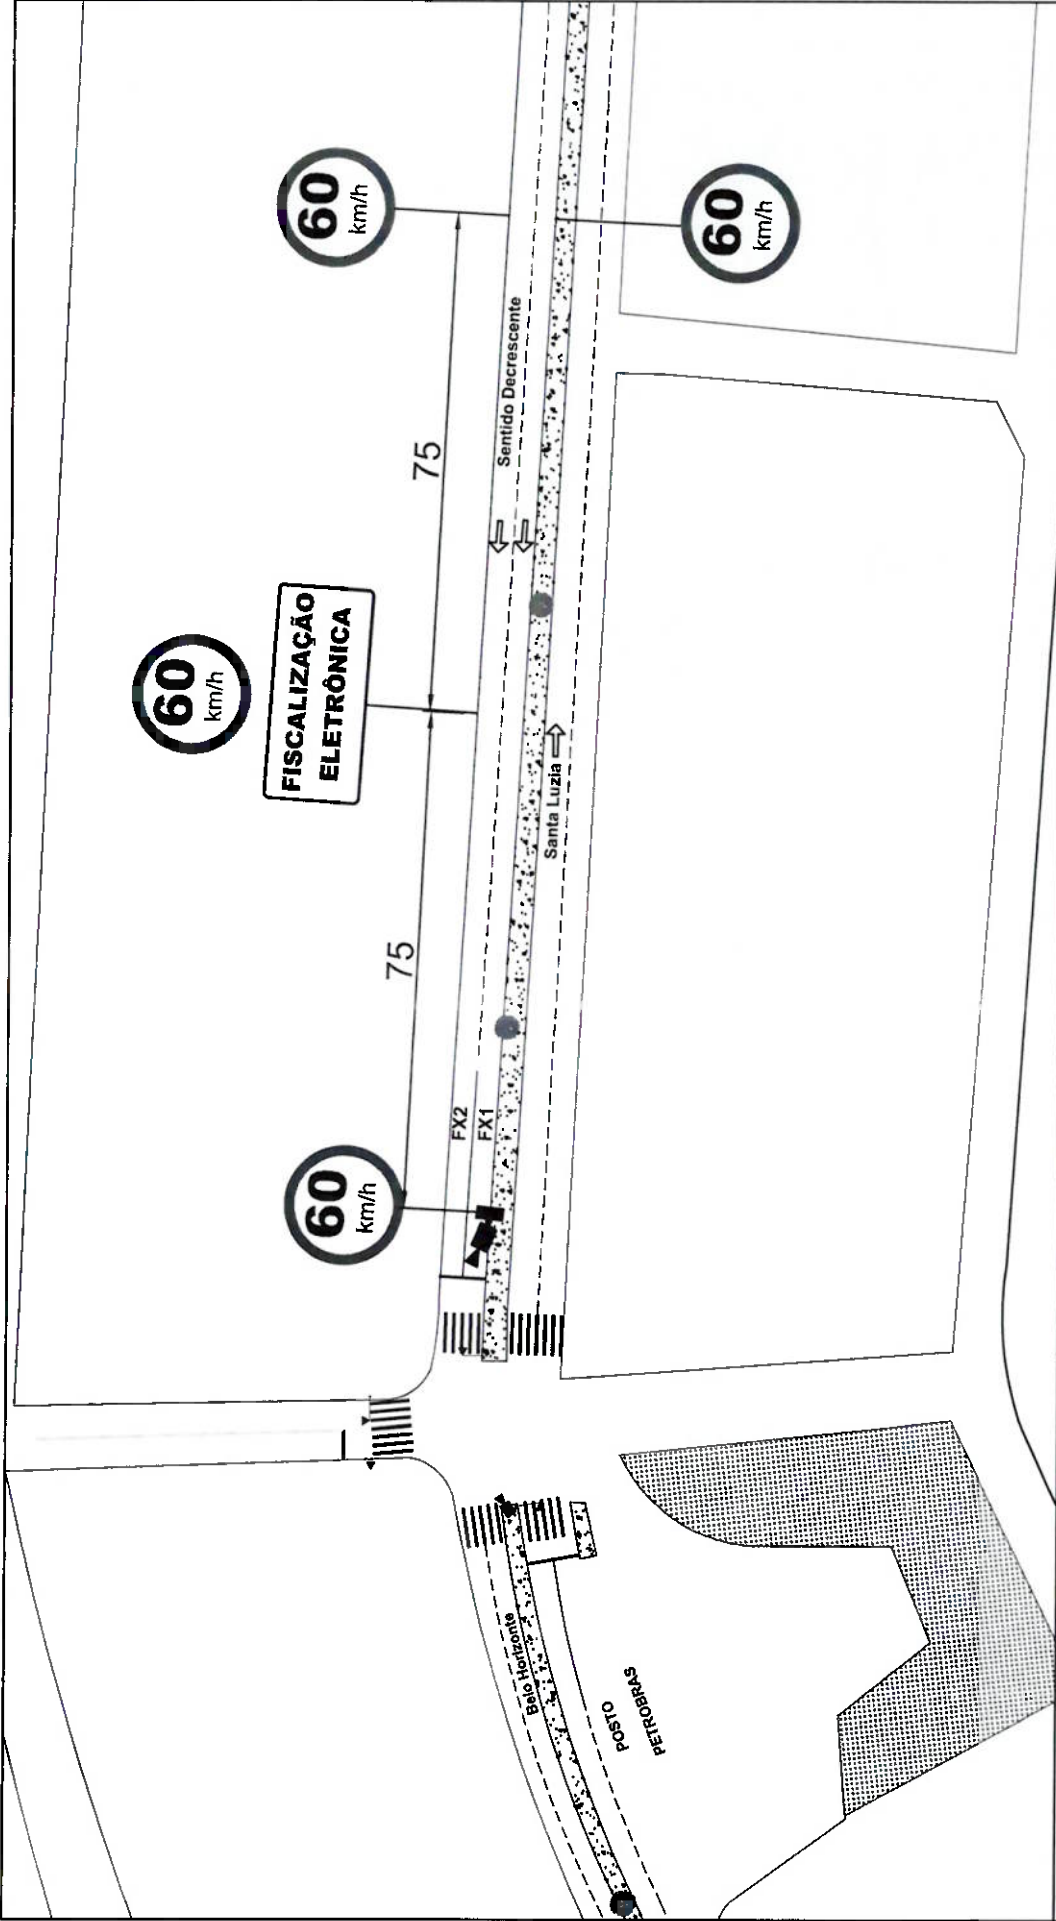 60
km/h
FISCALIZAÇÃO
ELETRÔNICA
60
km/h
60
km/h
75
75
FX2
FX1
Sentido Decrescente
Santa Luzia
60
km/h
Belo Horizonte
POSTO
PETROBRAS